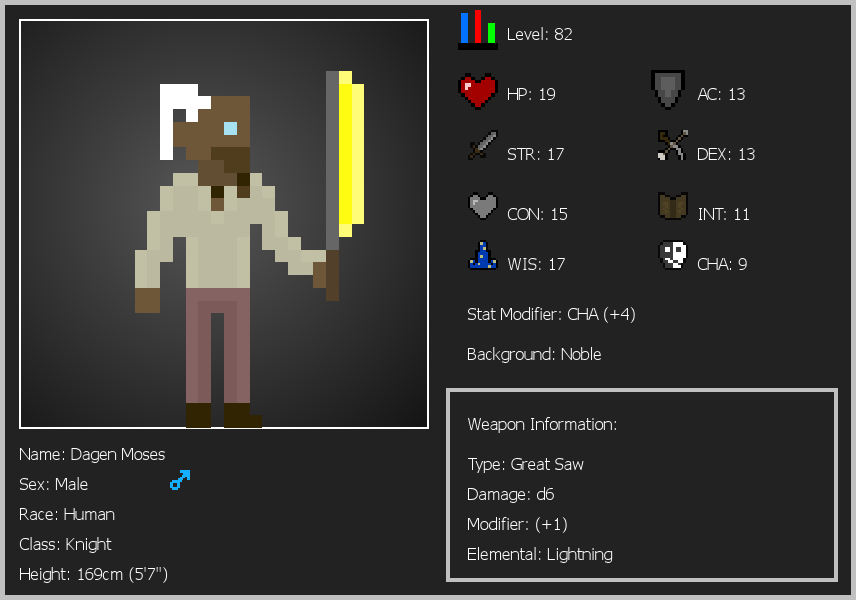 Level: 82
HP: 19
AC: 13
STR: 17
DEX: 13
CON: 15
INT: 11
WIS: 17
CHA: 9
Stat Modifier: CHA (+4)
Background: Noble
Weapon Information:
Type: Great Saw
Damage: d6
Modifier: (+1)
Elemental: Lightning
Name: Dagen Moses
Sex: Male
Race: Human
Class: Knight
Height: 169cm (5'7")